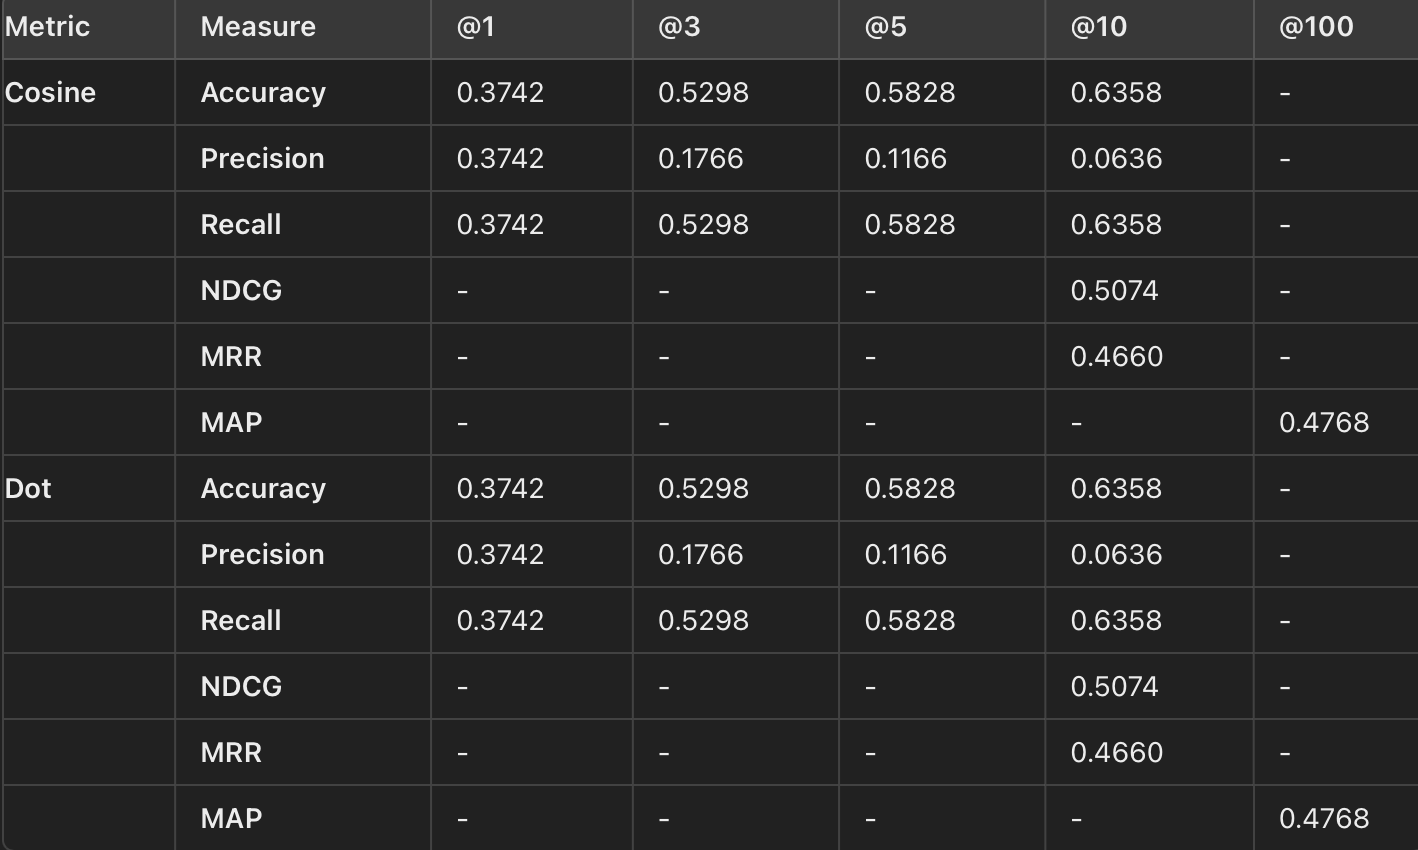 Metric Measure @1 @3 @5 @10 @100
Cosine Accuracy 0.3742 0.5298 0.5828 0.6358 -
Precision 0.3742 0.1766 0.1166 0.0636 -
Recall 0.3742 0.5298 0.5828 0.6358 -
NDCG - - - 0.5074 -
MRR - - - 0.4660 -
MAP - - - - 0.4768
Dot Accuracy 0.3742 0.5298 0.5828 0.6358 -
Precision 0.3742 0.1766 0.1166 0.0636 -
Recall 0.3742 0.5298 0.5828 0.6358 -
NDCG - - - 0.5074 -
MRR - - - 0.4660 -
MAP - - - - 0.4768